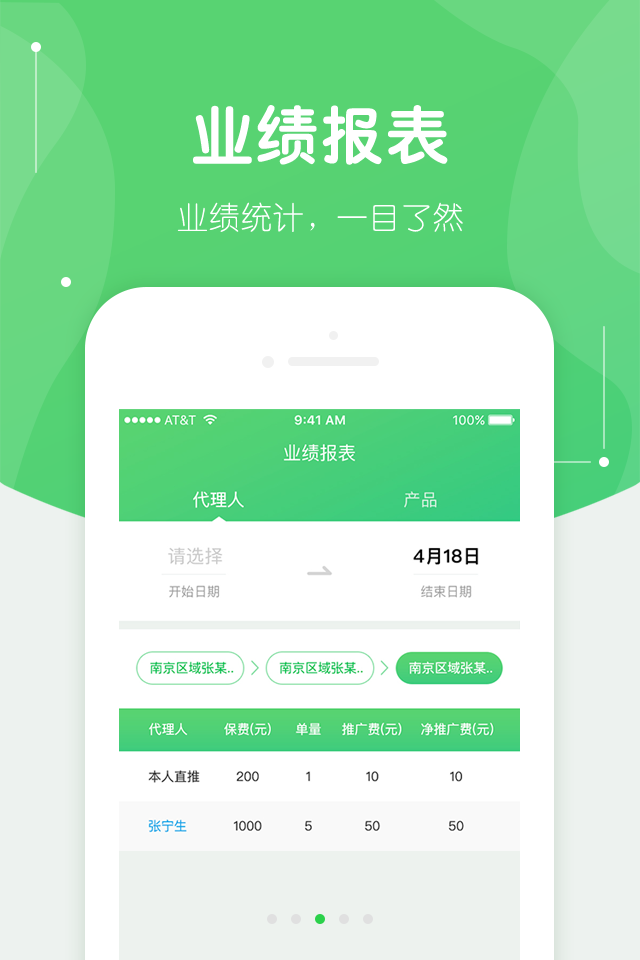 业绩报表
业绩统计，一目了然
AT&T 9:41 AM 100%
业绩报表
代理人 产品
请选择 4月18日
开始日期 结束日期
南京区域张某.. 南京区域张某.. 南京区域张某..
代理人 保费(元) 单量 推广费(元) 净推广费(元)
本人直推 200 1 10 10
张宁生 1000 5 50 50